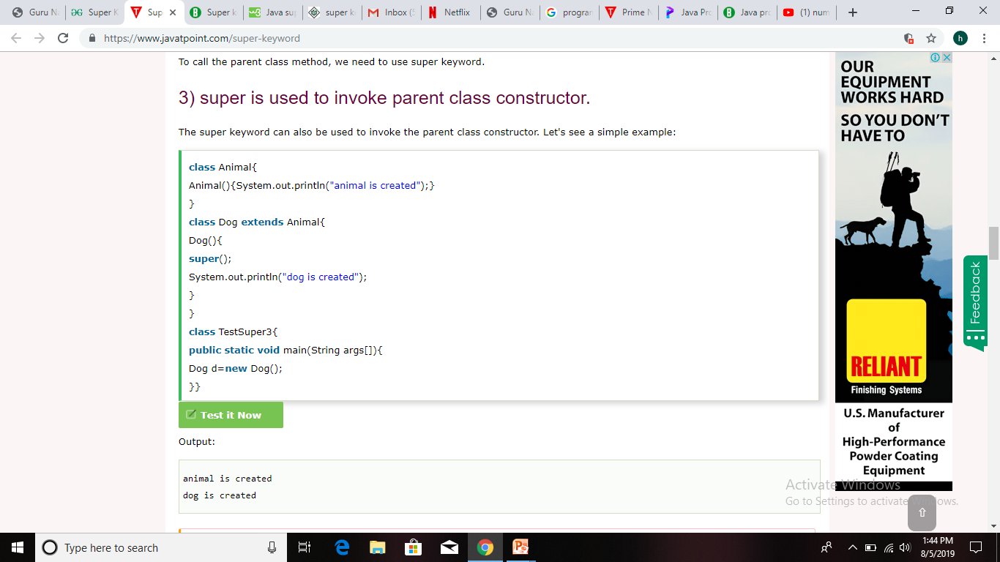 Guru N
Super K
Sup
Super k
Java su
super k
M Inbox (
Netflix
Guru N
progra
Prime N
Java Pro
Java pro
(1) num
https://www.javatpoint.com/super-keyword
h
To call the parent class method, we need to use super keyword.
3) super is used to invoke parent class constructor.
The super keyword can also be used to invoke the parent class constructor. Let's see a simple example:
class Animal{
Animal(){System.out.println("animal is created");}
}
class Dog extends Animal{
Dog(){
super();
System.out.println("dog is created");
}
}
class TestSuper3{
public static void main(String args[]){
Dog d=new Dog();
}}
Test it Now
Output:
animal is created
dog is created
OUR
EQUIPMENT
WORKS HARD
SO YOU DON'T
HAVE TO
RELIANT
Finishing Systems
U.S. Manufacturer
of
High-Performance
Powder Coating
Equipment
Feedback
Activate Windows
Go to Settings to activate Windows.
Type here to search
1:44 PM
8/5/2019